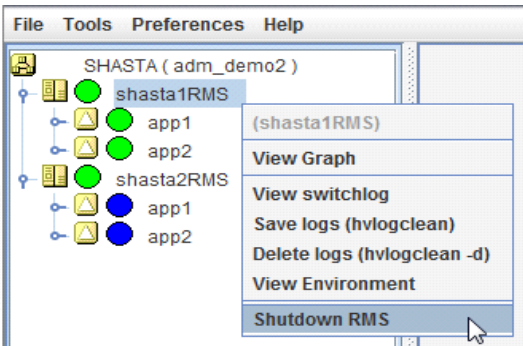 File Tools Preferences Help
SHASTA ( adm_demo2 )
shasta1RMS
app1
app2
shasta2RMS
app1
app2
(shasta1RMS)
View Graph
View switchlog
Save logs (hvlogclean)
Delete logs (hvlogclean -d)
View Environment
Shutdown RMS